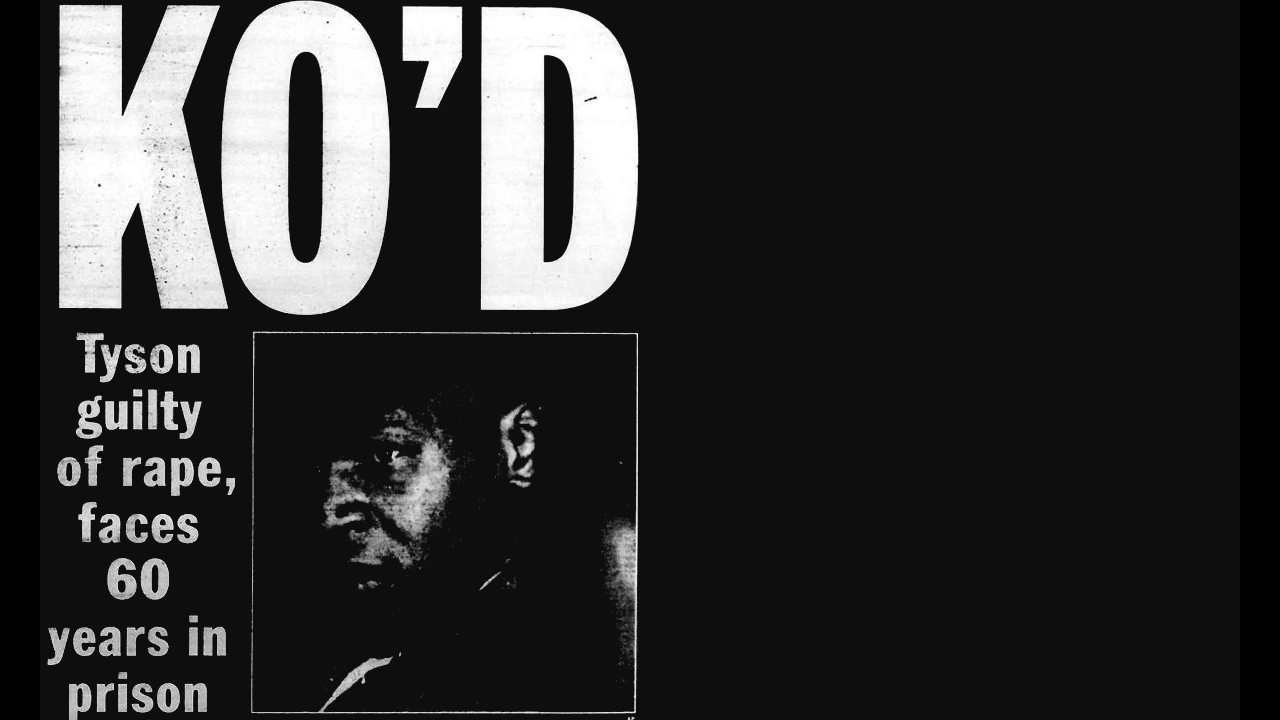 KO’D
Tyson
guilty
of rape,
faces
60
years in
prison